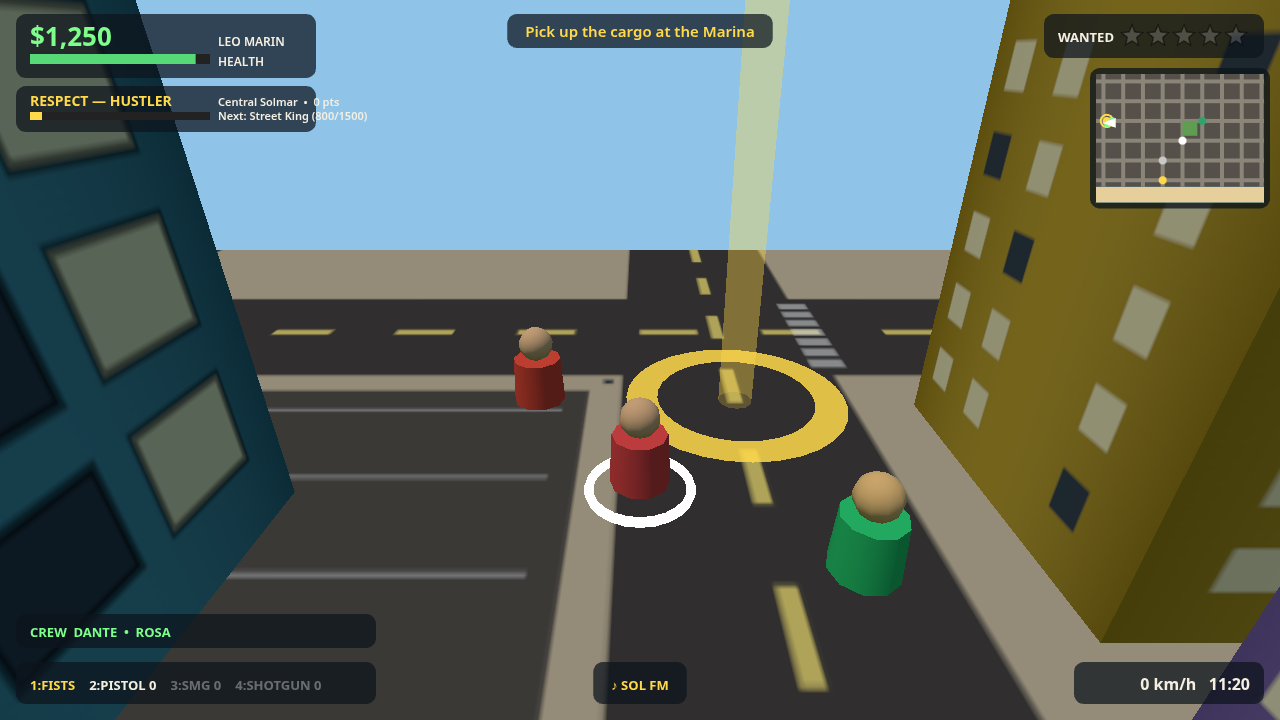 $1,250
LEO MARIN
HEALTH
RESPECT — HUSTLER
Central Solmar • 0 pts
Next: Street King (800/1500)
Pick up the cargo at the Marina
WANTED
CREW DANTE • ROSA
1:FISTS 2:PISTOL 0 3:SMG 0 4:SHOTGUN 0
♪ SOL FM
0 km/h 11:20